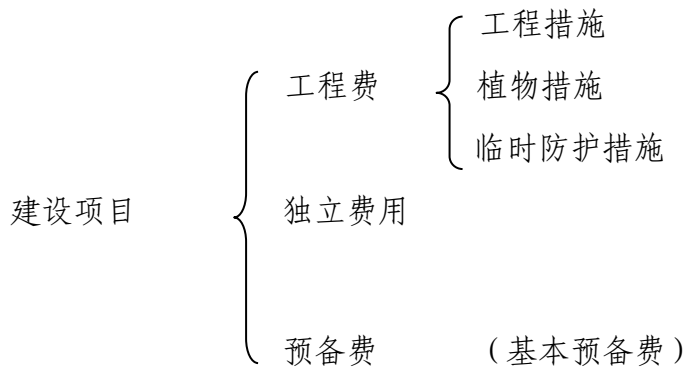 工程措施
工程费 植物措施
临时防护措施
建设项目 独立费用
预备费 （基本预备费）